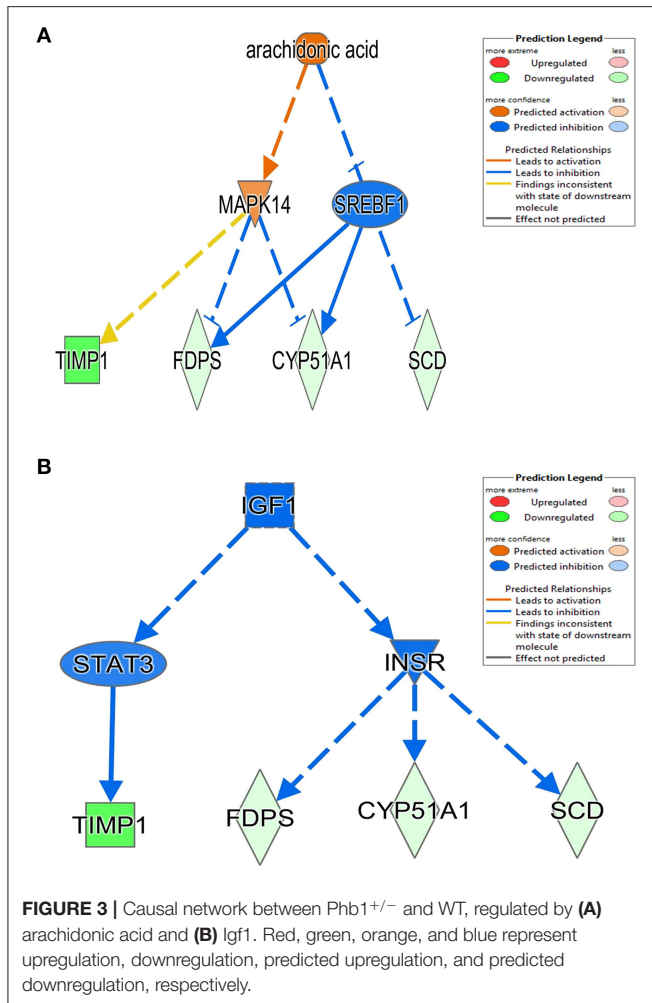 A
arachidonic acid
MAPK14
SREBF1
TIMP1
FDPS
CYP51A1
SCD
Prediction Legend
more extreme less
Upregulated
Downregulated
more confidence less
Predicted activation
Predicted inhibition
Predicted Relationships
Leads to activation
Leads to inhibition
Findings inconsistent
with state of downstream
molecule
Effect not predicted
B
IGF1
STAT3
INSR
TIMP1
FDPS
CYP51A1
SCD
Prediction Legend
more extreme less
Upregulated
Downregulated
more confidence less
Predicted activation
Predicted inhibition
Predicted Relationships
Leads to activation
Leads to inhibition
Findings inconsistent
with state of downstream
molecule
Effect not predicted
FIGURE 3 | Causal network between Phb1+/− and WT, regulated by (A)
arachidonic acid and (B) Igf1. Red, green, orange, and blue represent
upregulation, downregulation, predicted upregulation, and predicted
downregulation, respectively.